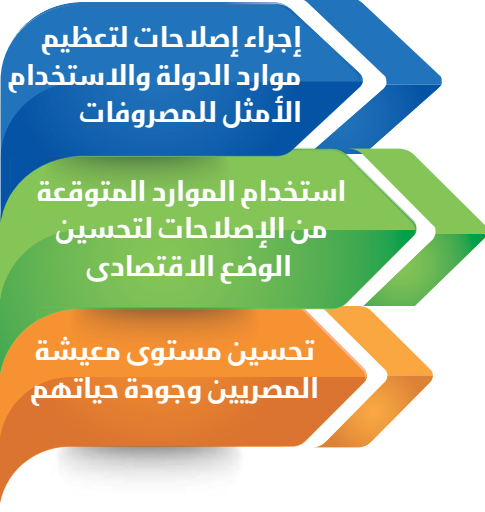 إجراء إصلاحات لتعظيم
موارد الدولة والاستخدام
الأمثل للمصروفات
استخدام الموارد المتوقعة
من الإصلاحات لتحسين
الوضع الاقتصادى
تحسين مستوى معيشة
المصريين وجودة حياتهم